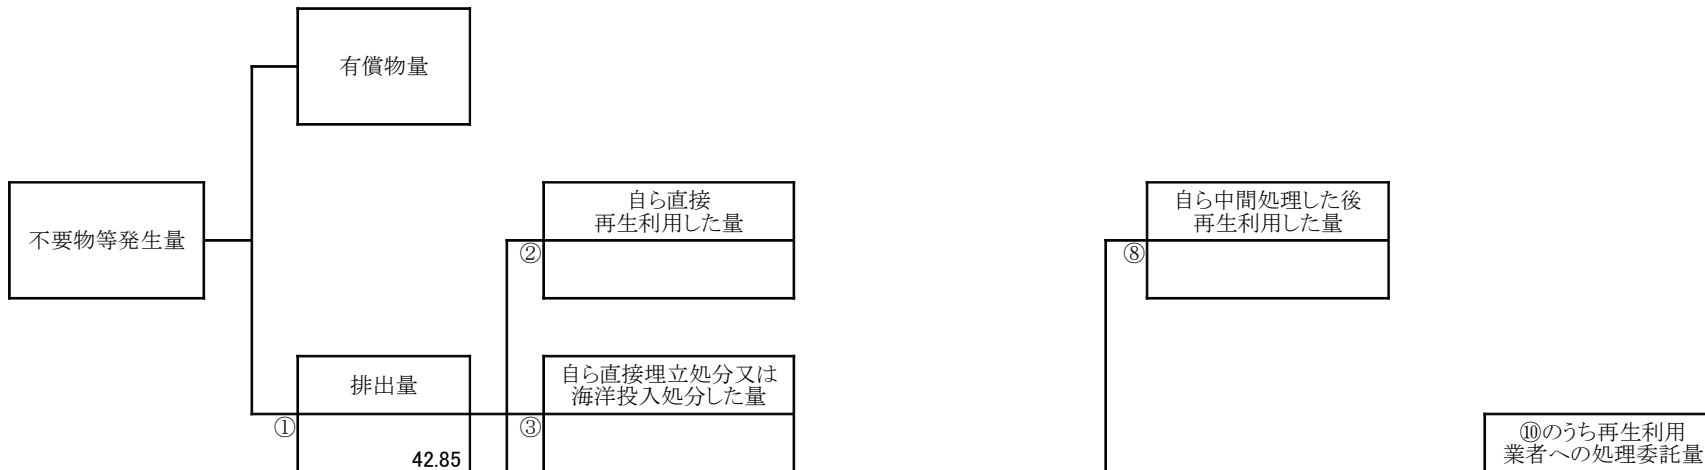 有償物量
不要物等発生量
自ら直接
再生利用した量
②
自ら中間処理した後
再生利用した量
⑧
排出量
①
42.85
自ら直接埋立処分又は
海洋投入処分した量
③
⑩のうち再生利用
業者への処理委託量